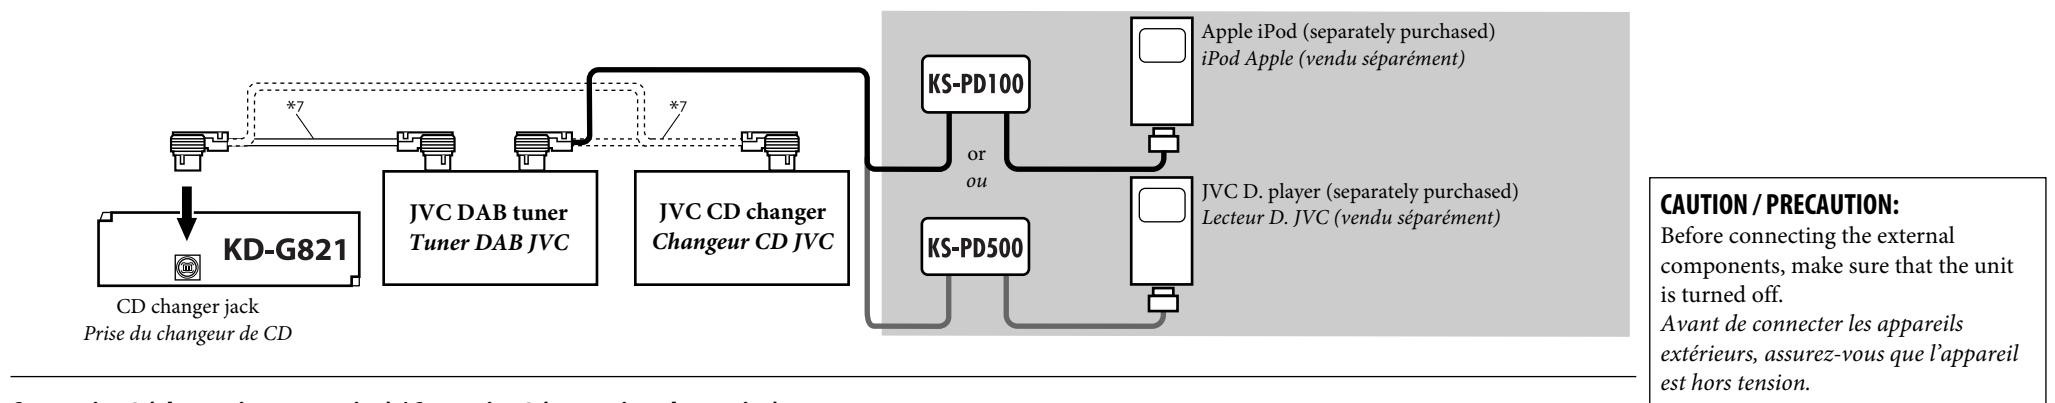 Apple iPod (separately purchased)
iPod Apple (vendu séparément)
KS-PD100
*7
*7
or
ou
JVC D. player (separately purchased)
Lecteur D. JVC (vendu séparément)
JVC DAB tuner
Tuner DAB JVC
JVC CD changer
Changeur CD JVC
KD-G821
KS-PD500
CD changer jack
Prise du changeur de CD
CAUTION / PRECAUTION:
Before connecting the external
components, make sure that the unit
is turned off.
Avant de connecter les appareils
extérieurs, assurez-vous que l'appareil
est hors tension.